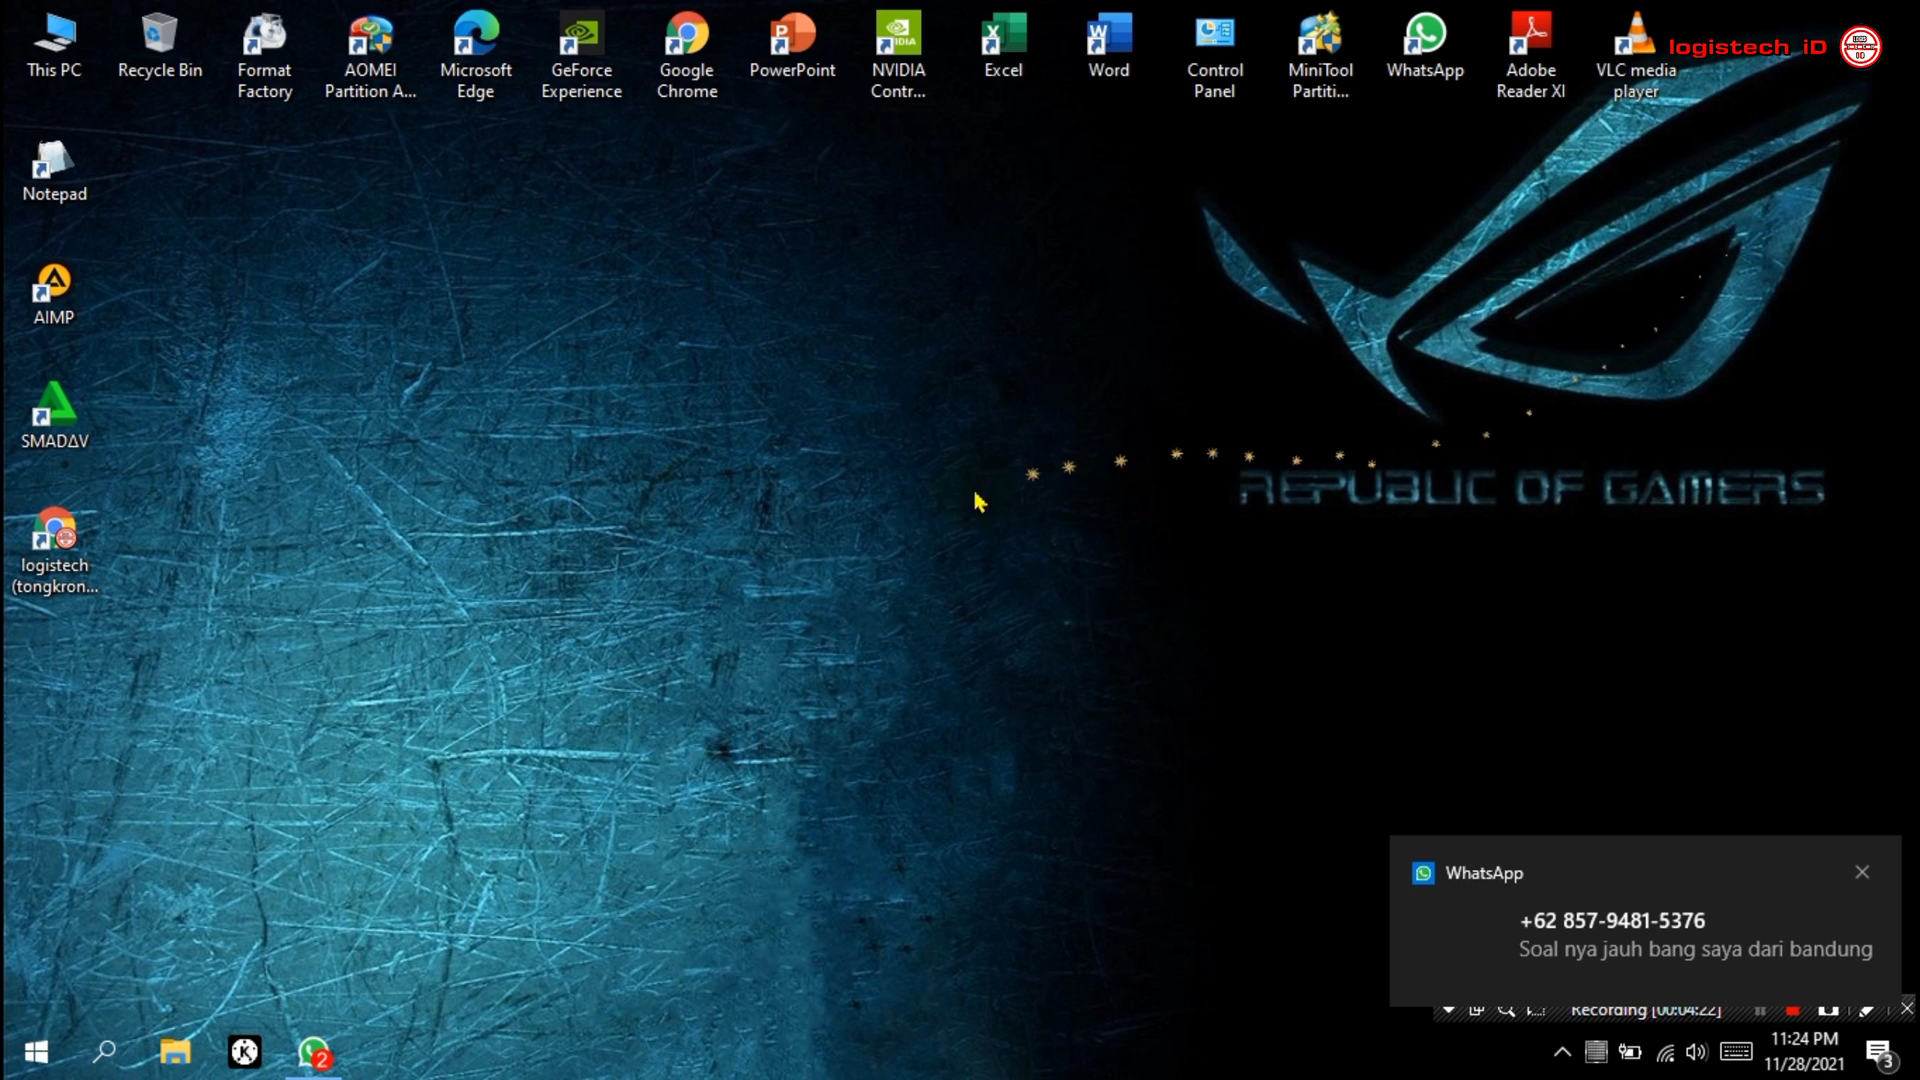 This PC
Recycle Bin
Format
Factory
AOMEI
Partition A...
Microsoft
Edge
GeForce
Experience
Google
Chrome
PowerPoint
NVIDIA
Contr...
Excel
Word
Control
Panel
MiniTool
Partiti...
WhatsApp
Adobe
Reader XI
VLC media
player
logistech iD
Notepad
AIMP
SMADΔV
logistech
(tongkron...
REPUBLIC OF GAMERS
WhatsApp
+62 857-9481-5376
Soal nya jauh bang saya dari bandung
Recording [00:04:22]
K
2
11:24 PM
11/28/2021
3